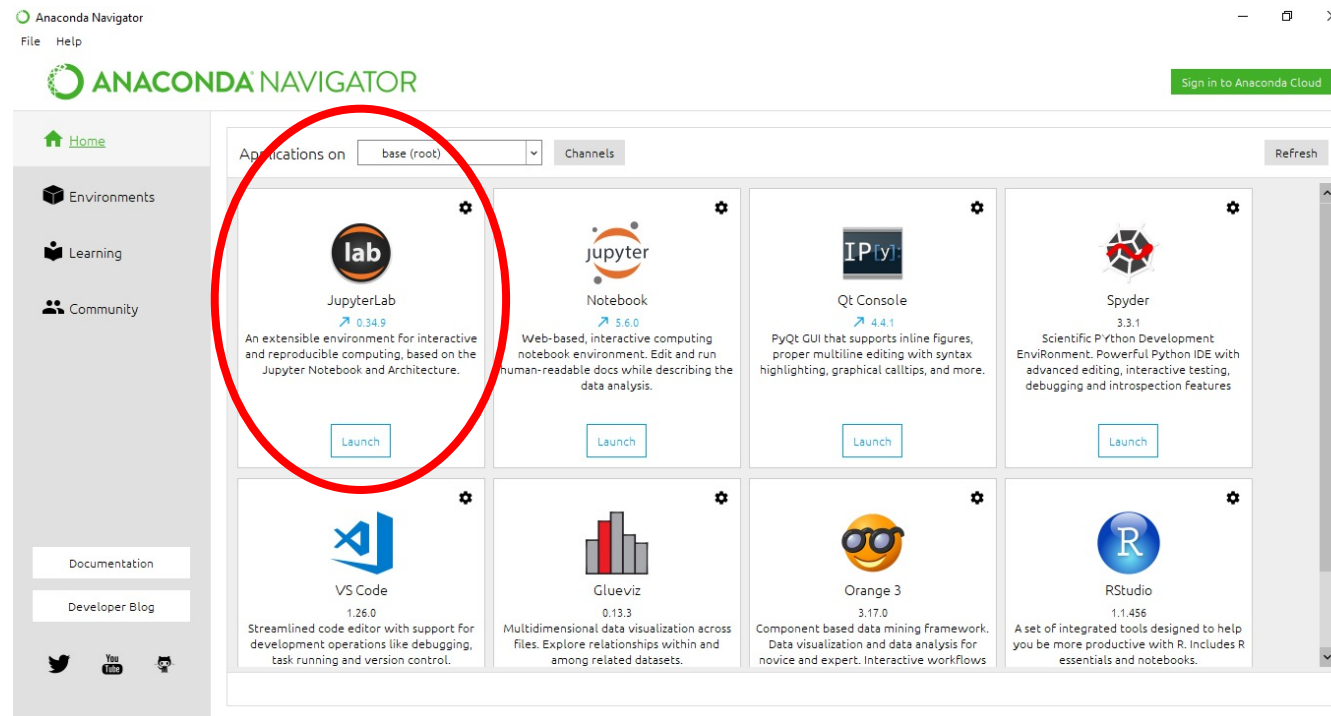 Anaconda Navigator
File Help
ANACONDA NAVIGATOR
Sign in to Anaconda Cloud
Home
Environments
Learning
Community
Documentation
Developer Blog
You
Tube
Applications on
base (root)
Channels
Refresh
lab
JupyterLab
0.34.9
An extensible environment for interactive
and reproducible computing, based on the
Jupyter Notebook and Architecture.
Launch
jupyter
Notebook
5.6.0
Web-based, interactive computing
notebook environment. Edit and run
human-readable docs while describing the
data analysis.
Launch
IP[y]:
Qt Console
4.4.1
PyQt GUI that supports inline figures,
proper multiline editing with syntax
highlighting, graphical calltips, and more.
Launch
Spyder
3.3.1
Scientific PYthon Development
EnviRonment. Powerful Python IDE with
advanced editing, interactive testing,
debugging and introspection features
Launch
VS Code
1.26.0
Streamlined code editor with support for
development operations like debugging,
task running and version control.
Glueviz
0.13.3
Multidimensional data visualization across
files. Explore relationships within and
among related datasets.
Orange 3
3.17.0
Component based data mining framework.
Data visualization and data analysis for
novice and expert. Interactive workflows
R
RStudio
1.1.456
A set of integrated tools designed to help
you be more productive with R. Includes R
essentials and notebooks.